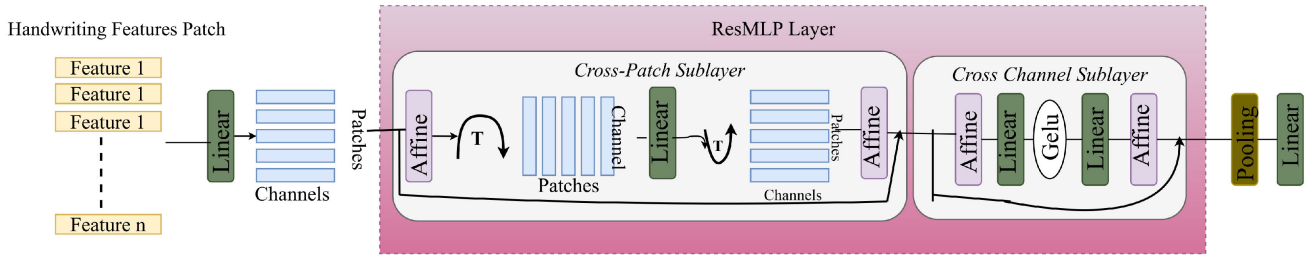 Handwriting Features Patch
Feature 1
Feature 1
Feature 1
Feature n
Linear
Channels
Patches
ResMLP Layer
Cross-Patch Sublayer
Affine
T
Patches
Channel
Linear
T
Patches
Channels
Affine
Cross Channel Sublayer
Affine
Linear
Gelu
Linear
Affine
Pooling
Linear